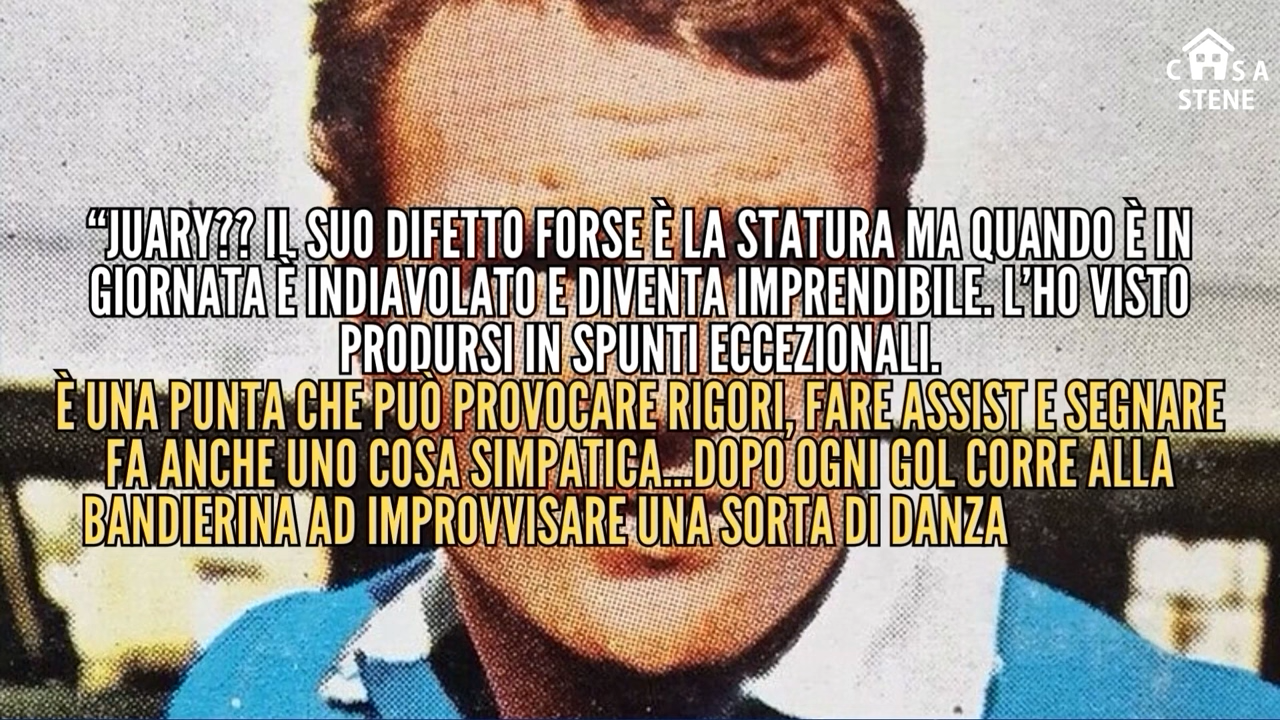 CASA
STENE
“JUARY?? IL SUO DIFETTO FORSE È LA STATURA MA QUANDO È IN
GIORNATA È INDIAVOLATO E DIVENTA IMPRENDIBILE. L’HO VISTO
PRODURSI IN SPUNTI ECCEZIONALI.
È UNA PUNTA CHE PUÒ PROVOCARE RIGORI, FARE ASSIST E SEGNARE
FA ANCHE UNO COSA SIMPATICA...DOPO OGNI GOL CORRE ALLA
BANDIERINA AD IMPROVVISARE UNA SORTA DI DANZA